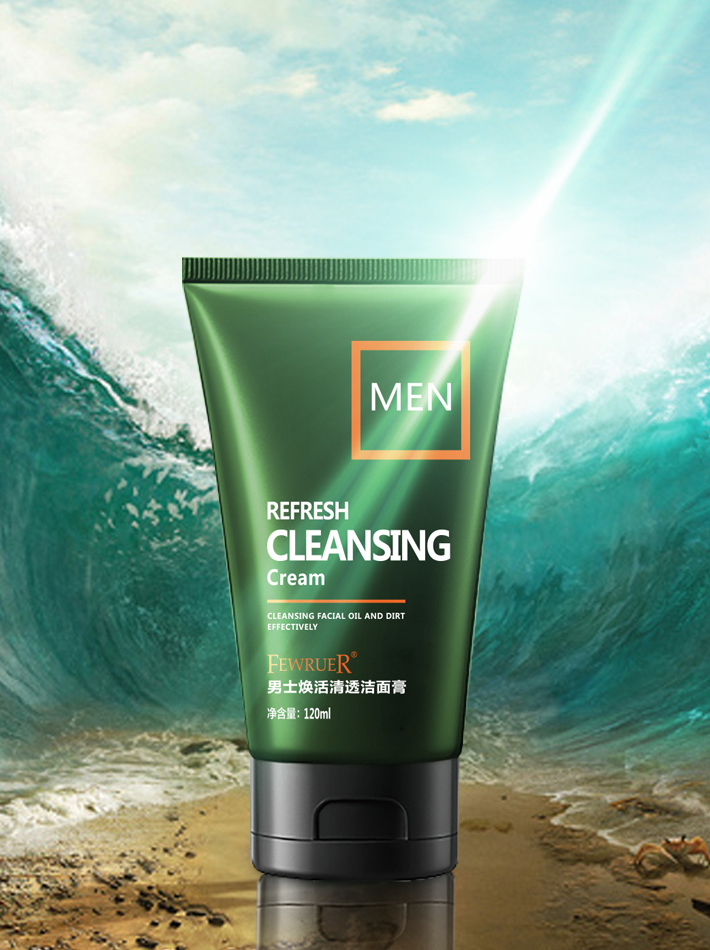 MEN
REFRESH
CLEANSING
Cream
CLEANSING FACIAL OIL AND DIRT
EFFECTIVELY
FEWRUER®
男士焕活清透洁面膏
净含量：120ml